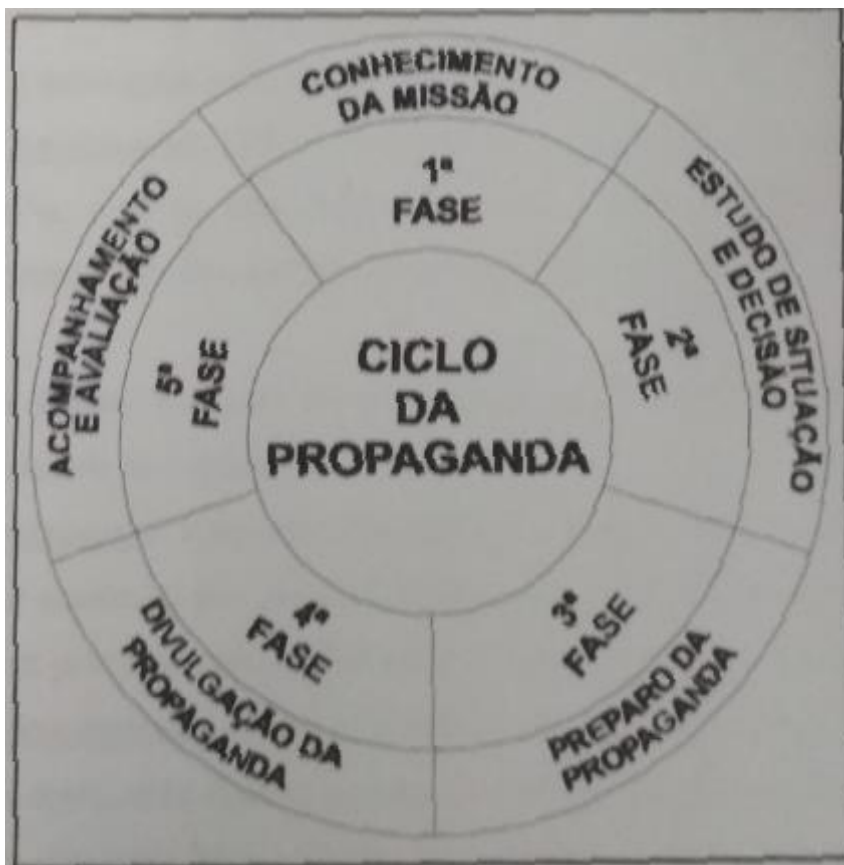 CICLO
DA
PROPAGANDA
1ª
FASE
CONHECIMENTO
DA MISSÃO
2ª
FASE
ESTUDO DE SITUAÇÃO
E DECISÃO
3ª
FASE
PREPARO DA
PROPAGANDA
4ª
FASE
DIVULGAÇÃO DA
PROPAGANDA
5ª
FASE
ACOMPANHAMENTO
E AVALIAÇÃO